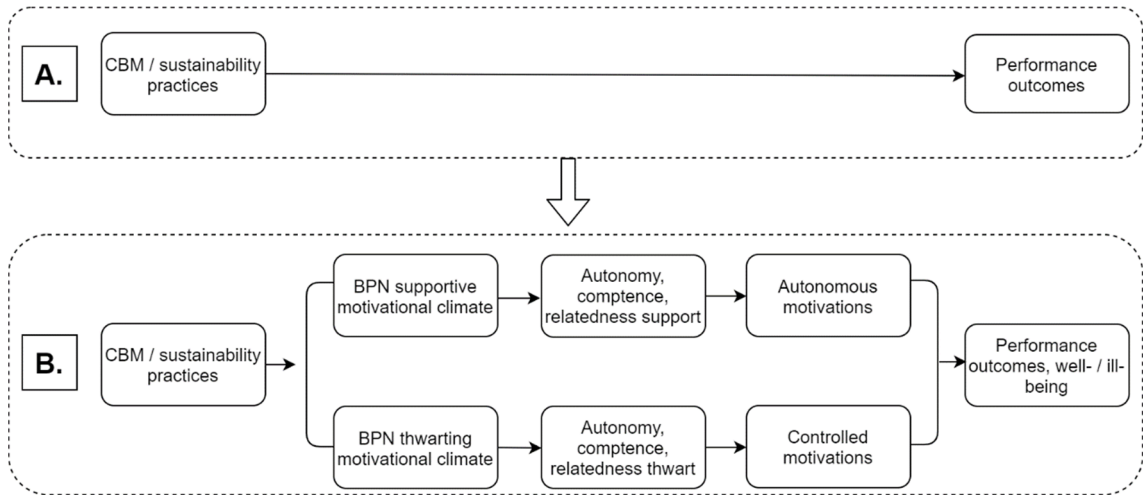 A.
CBM / sustainability
practices
Performance
outcomes
B.
CBM / sustainability
practices
BPN supportive
motivational climate
Autonomy,
comptence,
relatedness support
Autonomous
motivations
BPN thwarting
motivational climate
Autonomy,
comptence,
relatedness thwart
Controlled
motivations
Performance
outcomes, well- / ill-
being